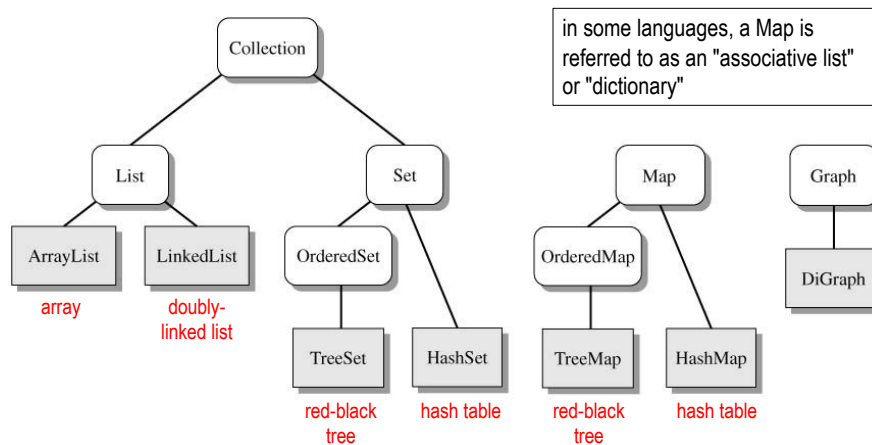 in some languages, a Map is
referred to as an "associative list"
or "dictionary"
Collection
List
Set
Map
Graph
ArrayList
LinkedList
OrderedSet
OrderedMap
DiGraph
array
doubly-
linked list
TreeSet
HashSet
TreeMap
HashMap
red-black
tree
hash table
red-black
tree
hash table